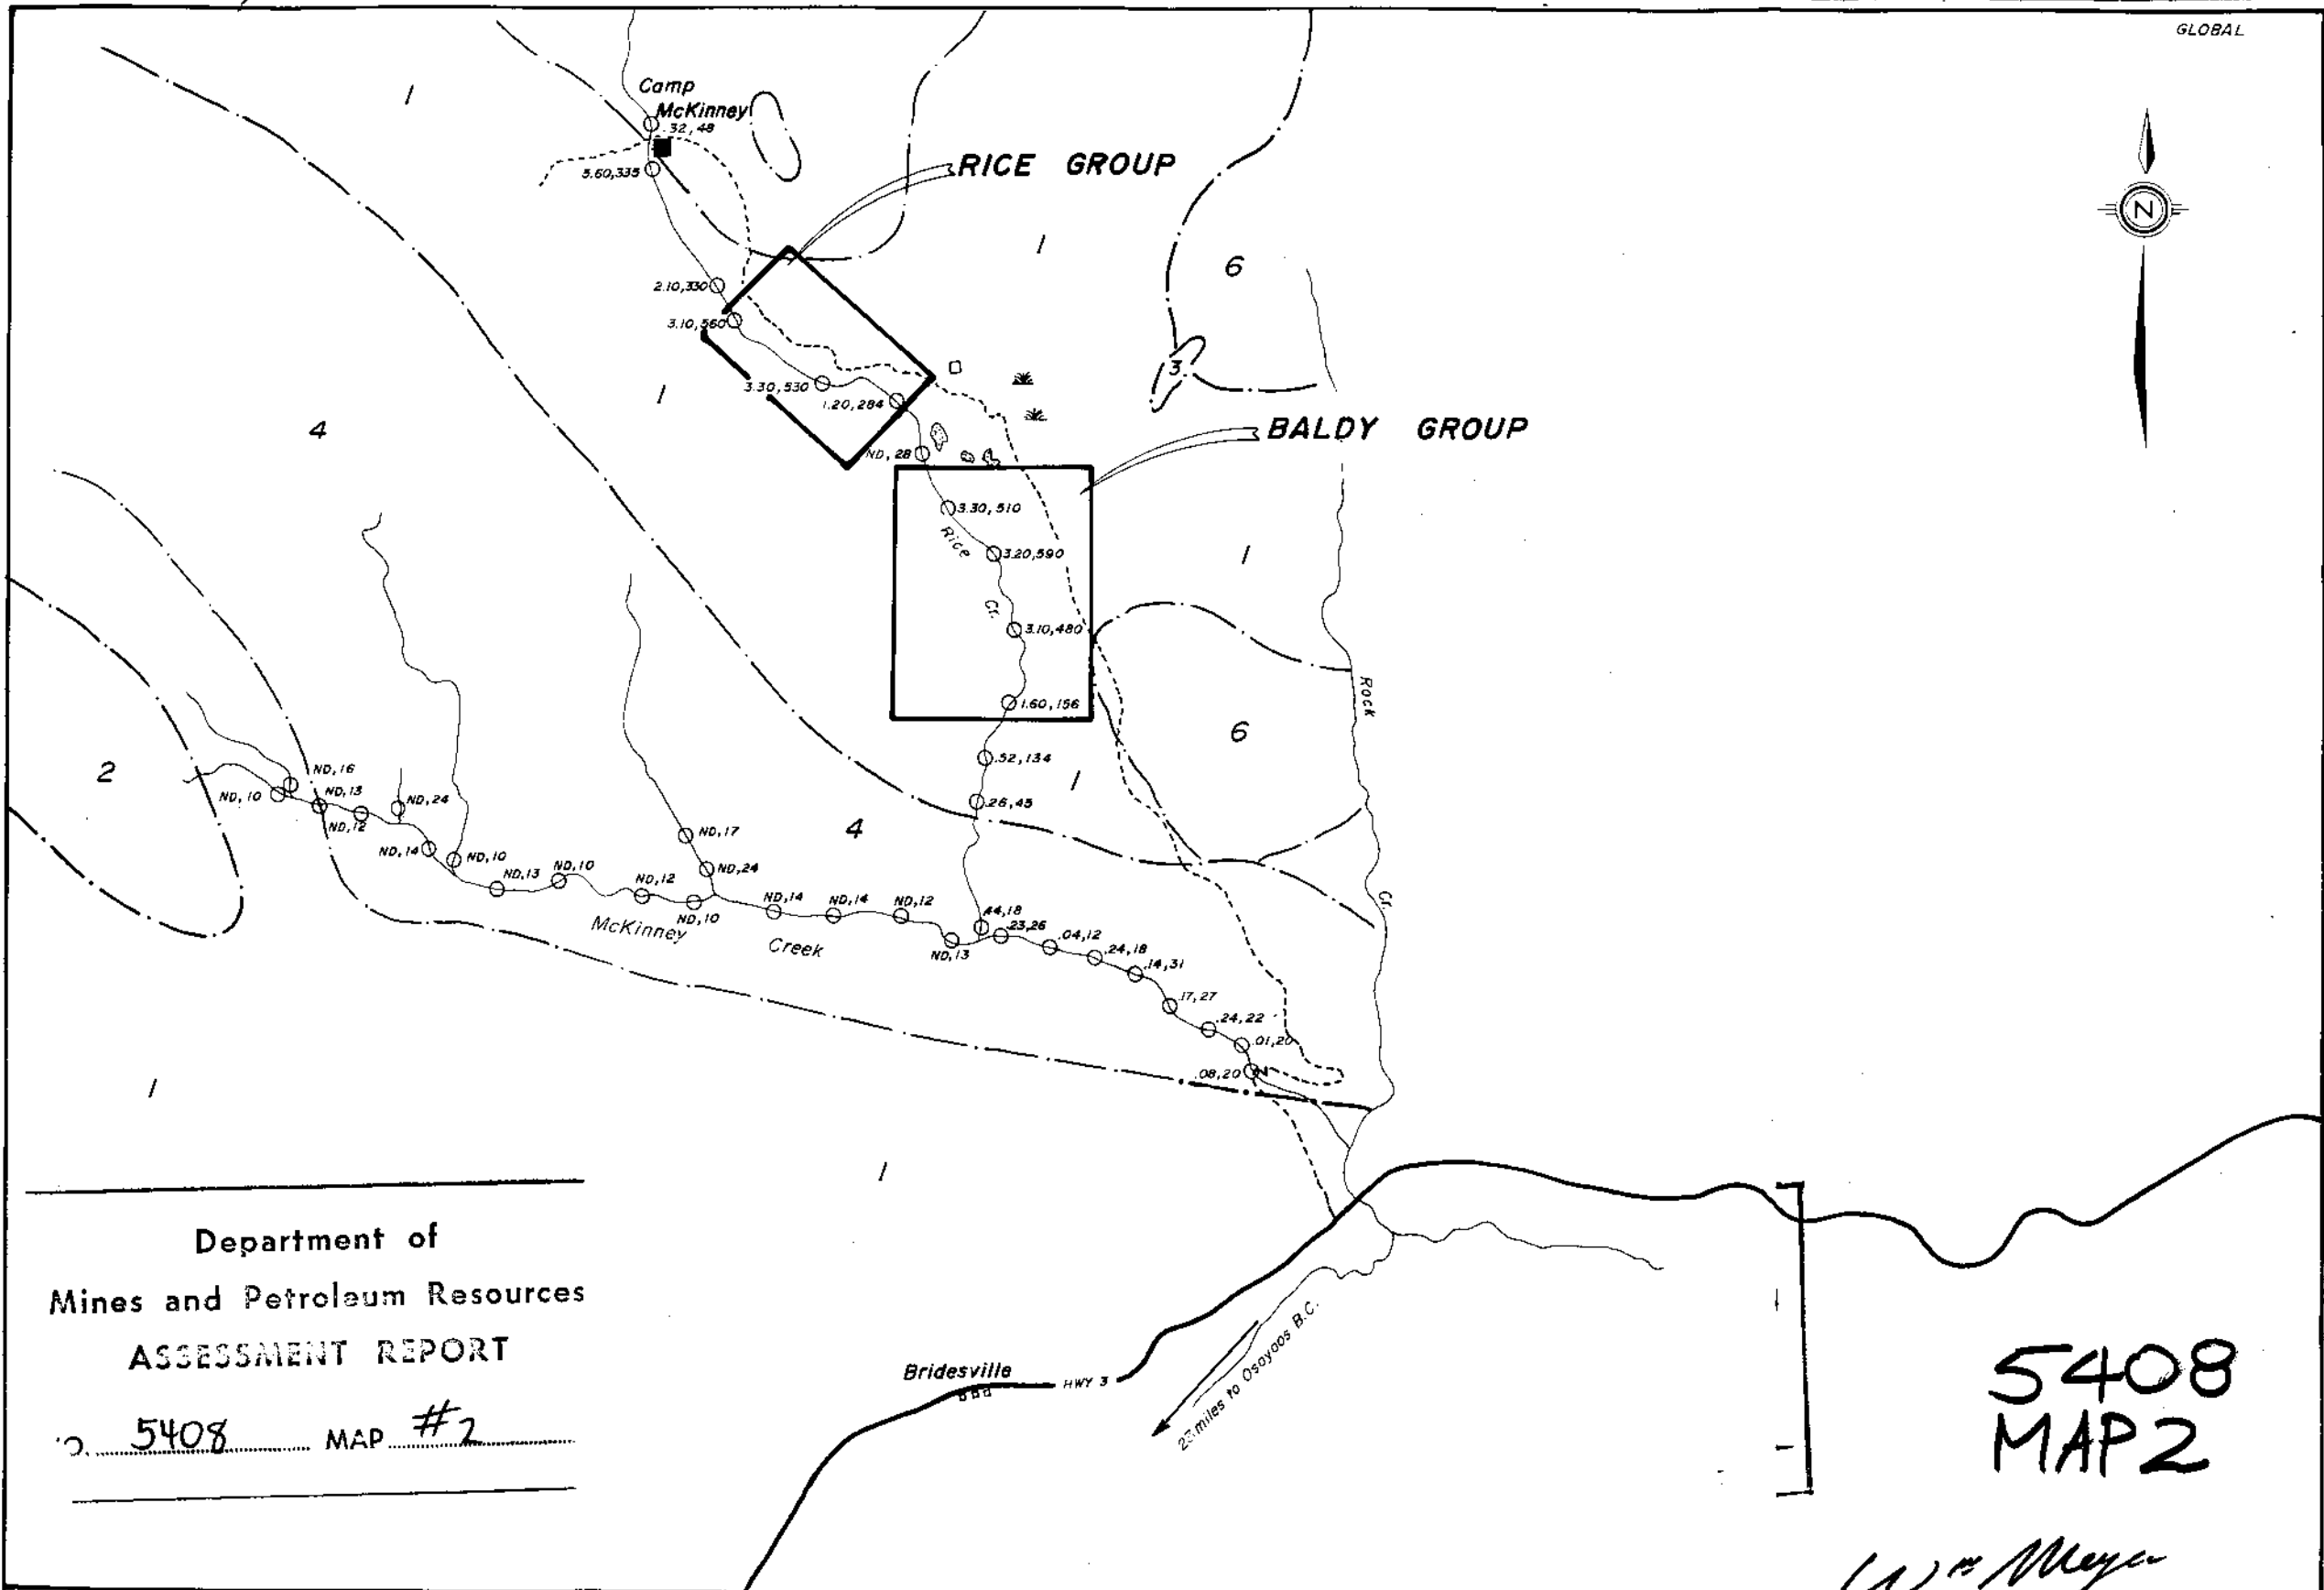 GLOBAL
Camp
McKinney
.32, 48
5.60, 335
RICE GROUP
N
1
1
6
2.10, 330
3.10, 560
3
3.30, 530
1.20, 284
1
4
BALDY GROUP
ND, 28
3.30, 510
Rice
3.20, 590
1
Cr.
3.10, 480
Rock
1.60, 156
6
.52, 134
1
2
ND, 16
ND, 10
ND, 13
ND, 24
.26, 45
ND, 12
4
ND, 17
ND, 14
ND, 10
ND, 24
ND, 13
ND, 10
ND, 12
Cr.
ND, 10
ND, 14
ND, 14
ND, 12
.44, 18
.23, 26
McKinney
Creek
ND, 13
.04, 12
.24, 18
.14, 31
.17, 27
.24, 22
.01, 20
.08, 20
1
1
Department of
Mines and Petroleum Resources
ASSESSMENT REPORT
5408 MAP #2
Bridesville
HWY 3
miles to Osoyoos B.C.
5408
MAP 2
Wm Meyer